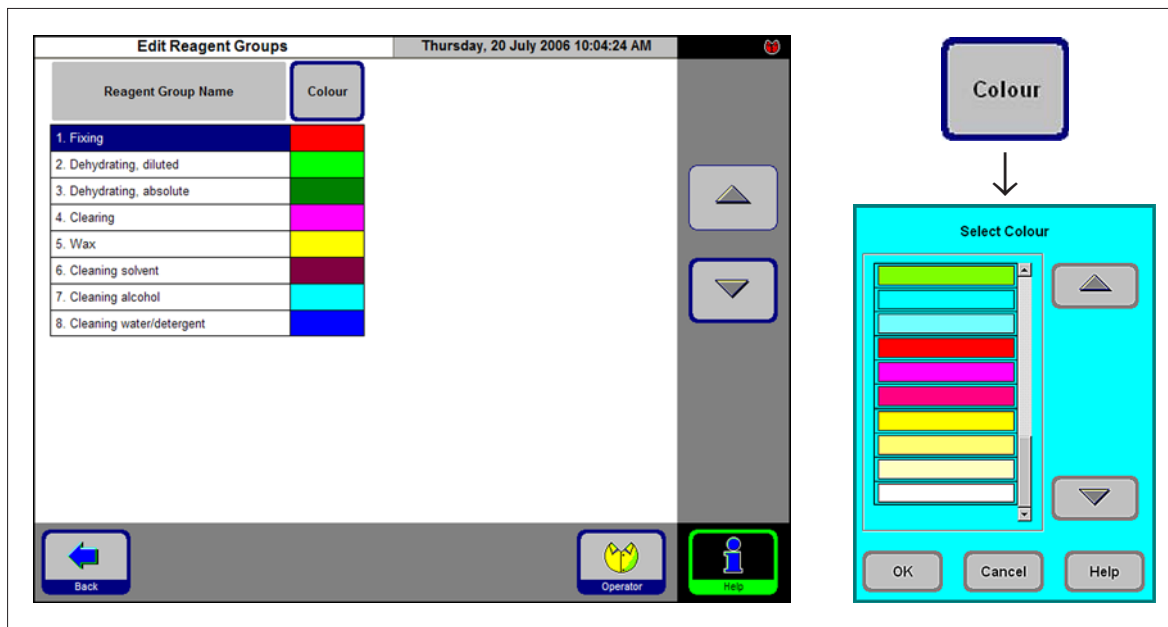 Edit Reagent Groups
Thursday, 20 July 2006 10:04:24 AM
Reagent Group Name
Colour
1. Fixing
2. Dehydrating, diluted
3. Dehydrating, absolute
4. Clearing
5. Wax
6. Cleaning solvent
7. Cleaning alcohol
8. Cleaning water/detergent
Back
Operator
Help
Colour
Select Colour
OK
Cancel
Help